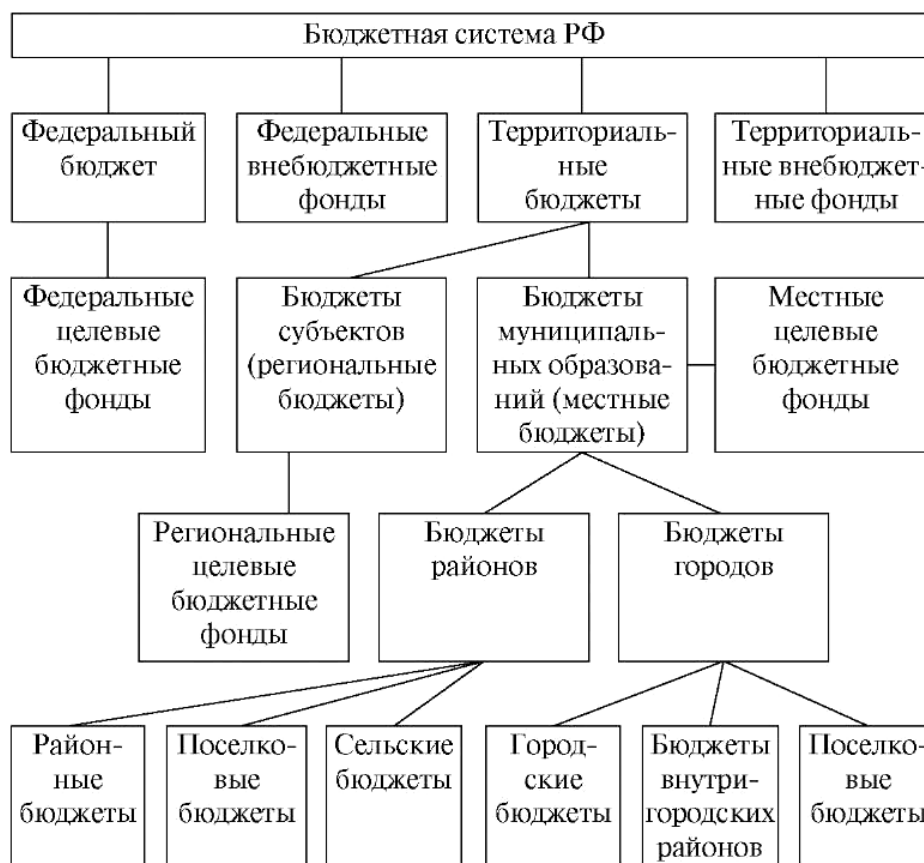 Бюджетная система РФ
Федеральный
бюджет
Федеральные
внебюджетные
фонды
Территориаль-
ные
бюджеты
Территориаль-
ные внебюджет-
ные фонды
Федеральные
целевые
бюджетные
фонды
Бюджеты
субъектов
(региональные
бюджеты)
Бюджеты
муниципаль-
ных образова-
ний (местные
бюджеты)
Местные
целевые
бюджетные
фонды
Региональные
целевые
бюджетные
фонды
Бюджеты
районов
Бюджеты
городов
Район-
ные
бюджеты
Поселко-
вые
бюджеты
Сельские
бюджеты
Город-
ские
бюджеты
Бюджеты
внутри-
городских
районов
Поселко-
вые
бюджеты